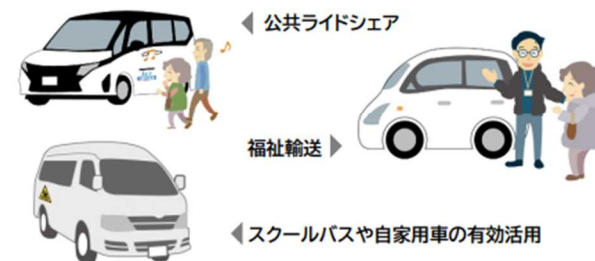 公共ライドシェア
福祉輸送
スクールバスや自家用車の有効活用